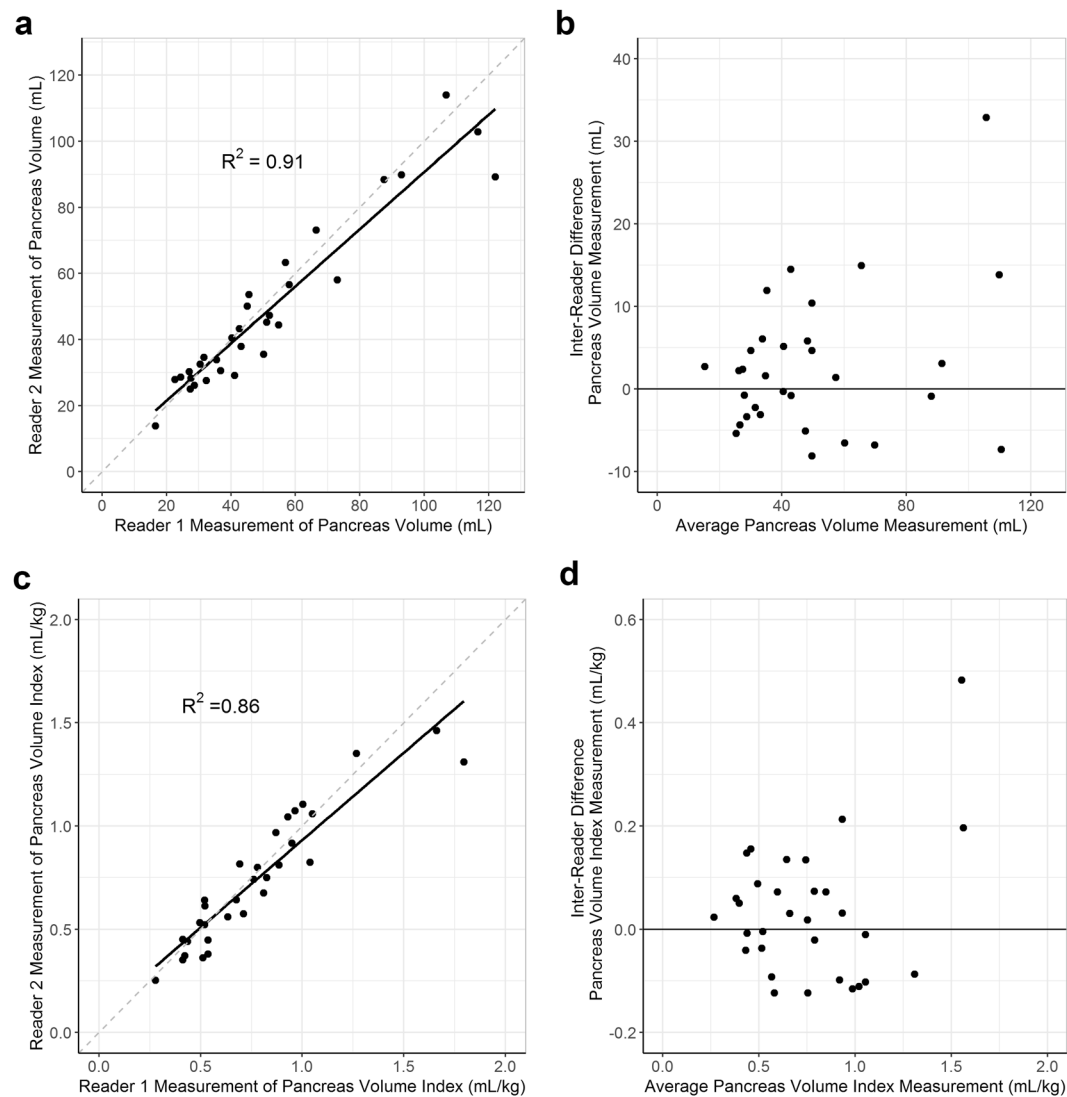 a
Reader 2 Measurement of Pancreas Volume (mL)
120
100
80
60
40
20
0
R2 = 0.91
0 20 40 60 80 100 120
Reader 1 Measurement of Pancreas Volume (mL)
b
Inter-Reader Difference
Pancreas Volume Measurement (mL)
40
30
20
10
0
-10
0 40 80 120
Average Pancreas Volume Measurement (mL)
c
Reader 2 Measurement of Pancreas Volume Index (mL/kg)
2.0
1.5
1.0
0.5
0.0
R2 =0.86
0.0 0.5 1.0 1.5 2.0
Reader 1 Measurement of Pancreas Volume Index (mL/kg)
d
Inter-Reader Difference
Pancreas Volume Index Measurement (mL/kg)
0.6
0.4
0.2
0.0
-0.2
0.0 0.5 1.0 1.5 2.0
Average Pancreas Volume Index Measurement (mL/kg)